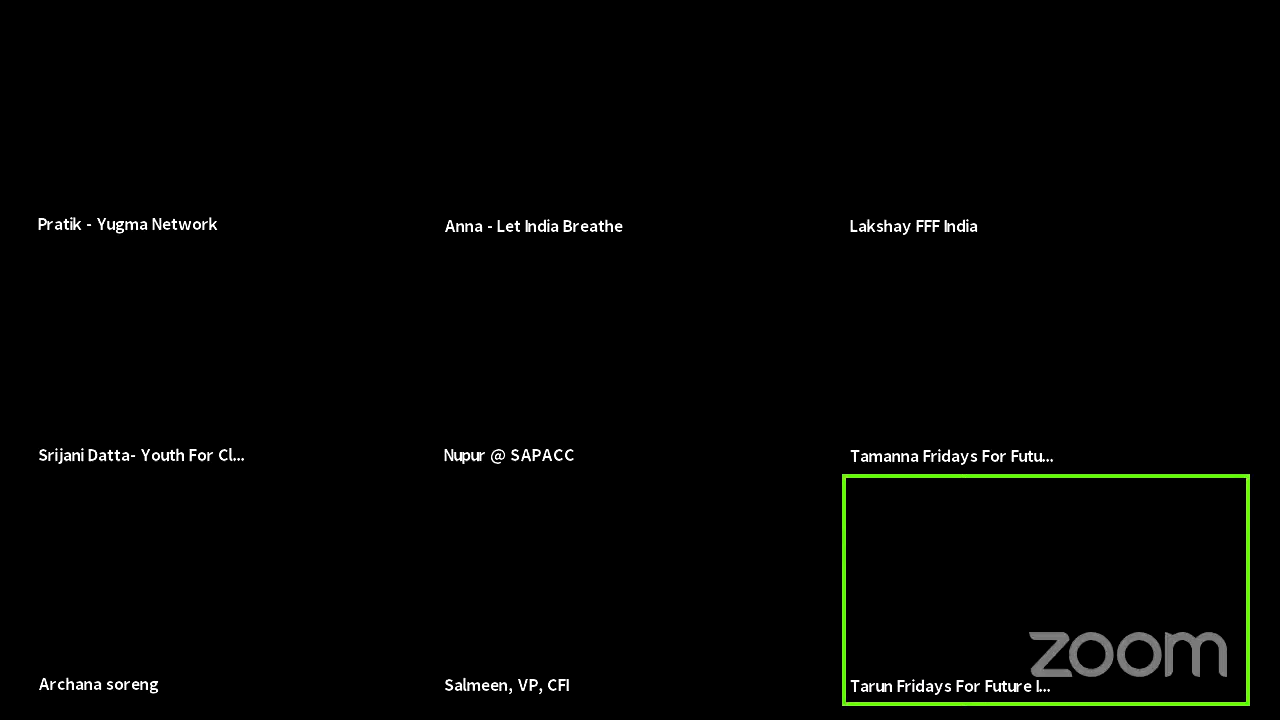 Pratik - Yugma Network
Anna - Let India Breathe
Lakshay FFF India
Srijani Datta- Youth For Cl...
Nupur @ SAPACC
Tamanna Fridays For Futu...
Archana soreng
Salmeen, VP, CFI
zoom
Tarun Fridays For Future I...